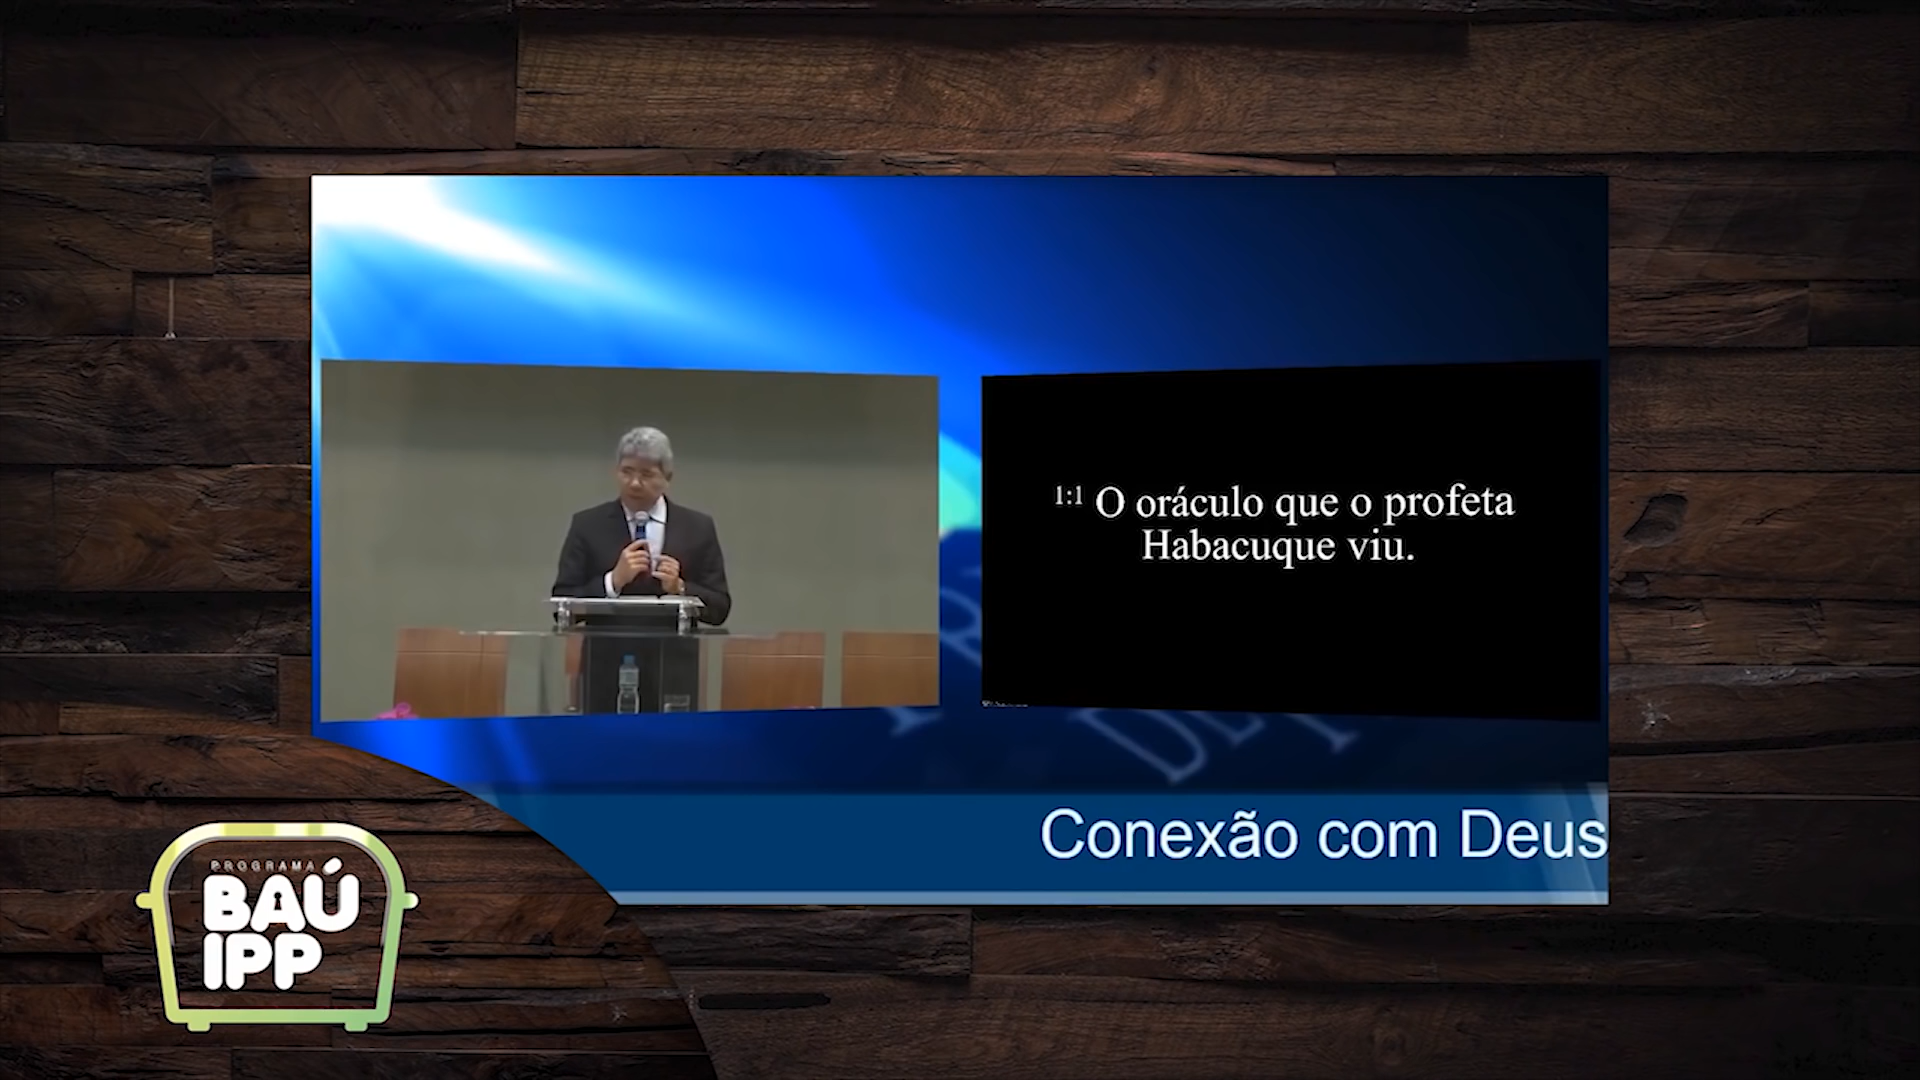 1:1 O oráculo que o profeta
Habacuque viu.
Conexão com Deus
PROGRAMA
BAÚ
IPP